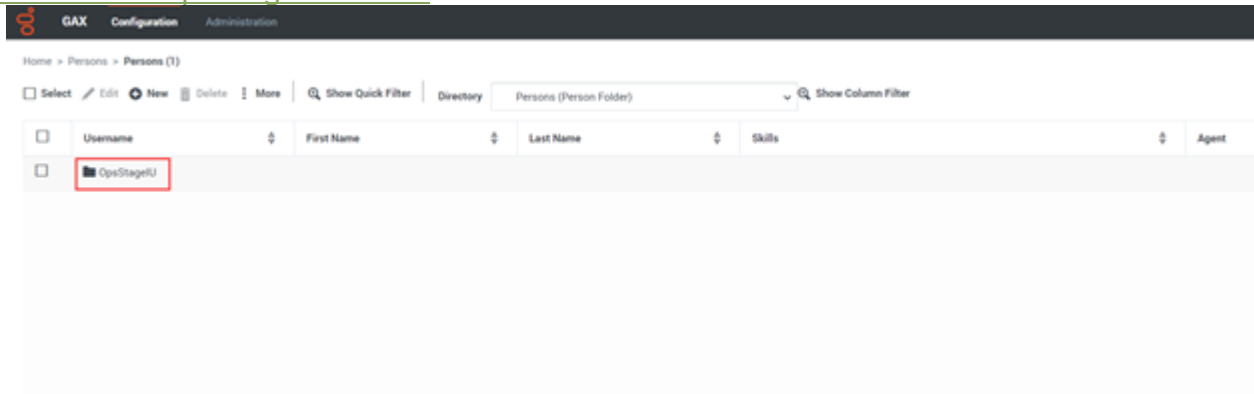 GAX Configuration Administration
Home > Persons > Persons (1)
Select Edit New Delete More Show Quick Filter Directory Persons (Person Folder) Show Column Filter
Username First Name Last Name Skills Agent
OpsStageIU